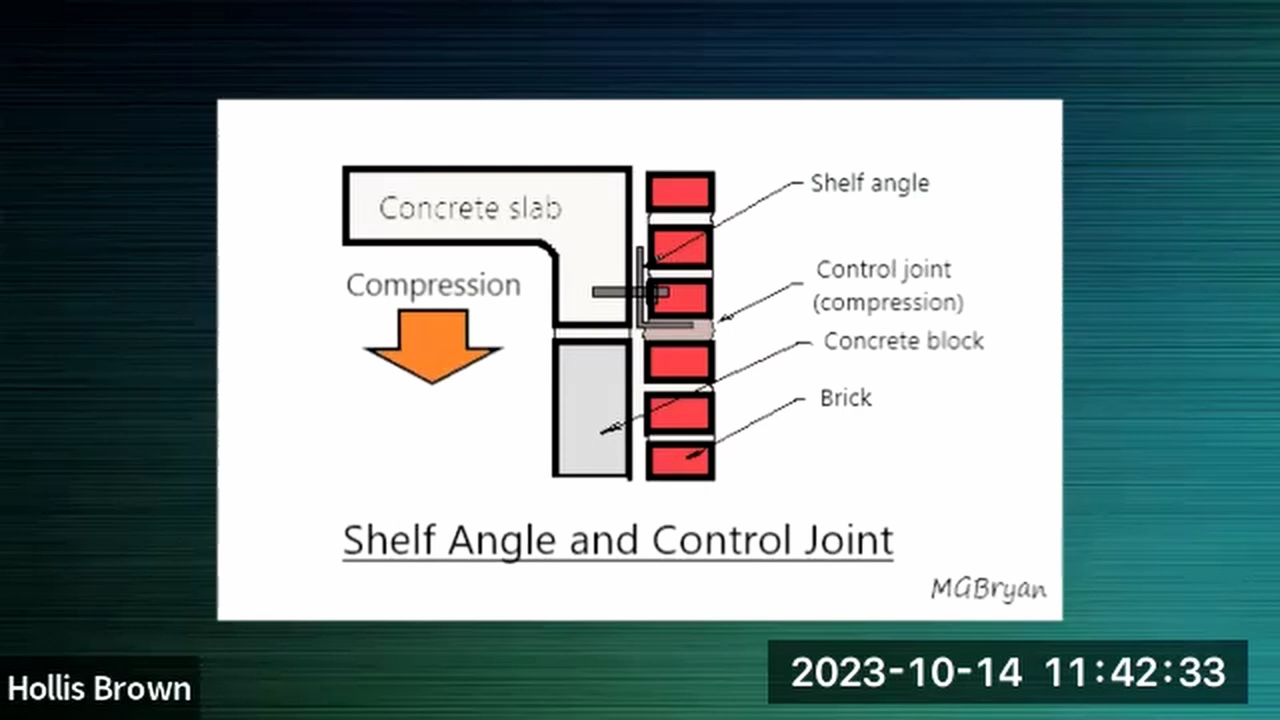 Concrete slab
Compression
Shelf angle
Control joint
(compression)
Concrete block
Brick
Shelf Angle and Control Joint
MGBryan
Hollis Brown
2023-10-14 11:42:33